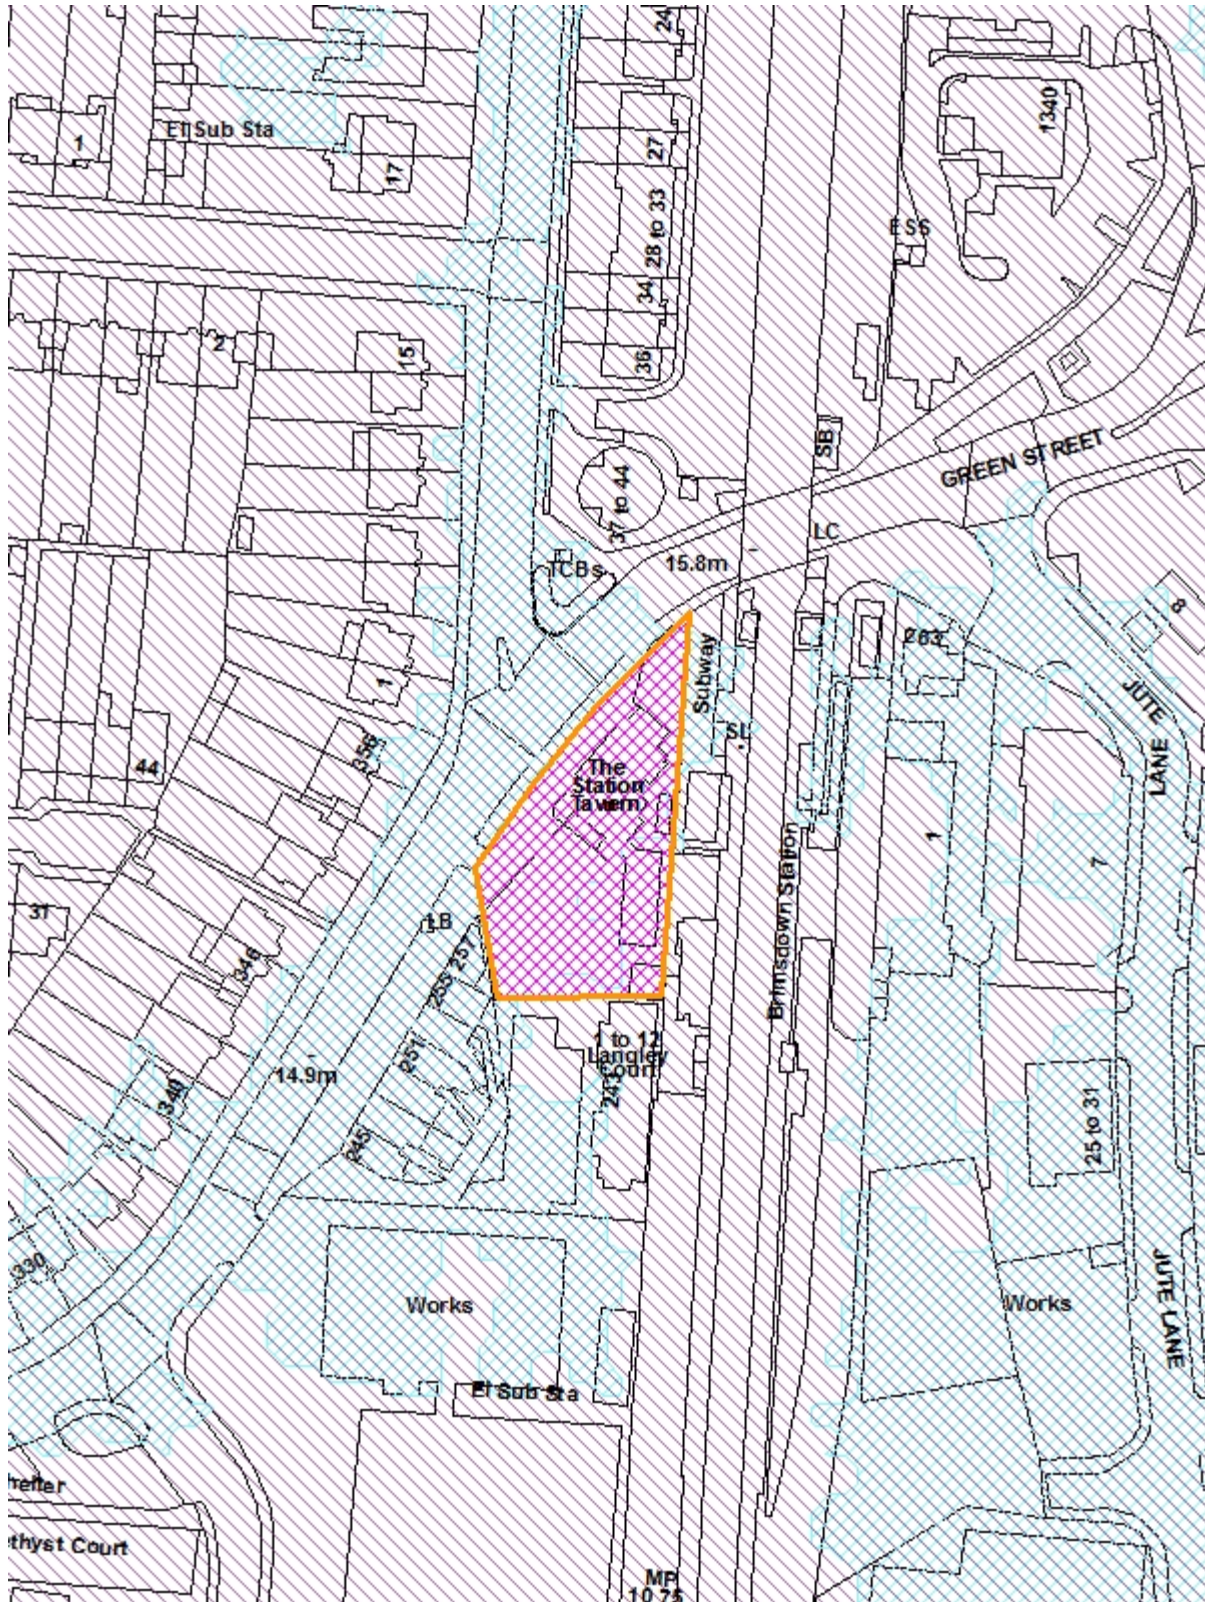 24
1340
El Sub Sta
1
27
17
28 to 33
ESS
34
2
15
36
SB
GREEN STREET
37 to 44
LC
15.8m
TCBs
8
263
Subway
1
JUTE
LANE
SL
356
44
The
Station
Tavern
1
7
Brimsdown Station
31
LB
257
346
255
1 to 12
Langley
Court
251
14.9m
243
340
25 to 31
245
330
JUTE LANE
Works
Works
El Sub Sta
helter
ethyst Court
MP
10.75